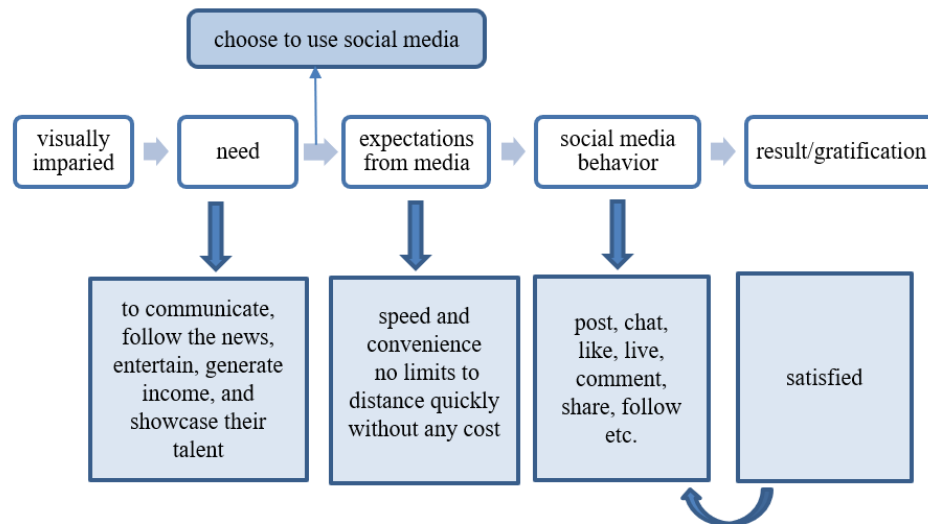 choose to use social media
visually
imparied
need
expectations
from media
social media
behavior
result/gratification
to communicate,
follow the news,
entertain, generate
income, and
showcase their
talent
speed and
convenience
no limits to
distance quickly
without any cost
post, chat,
like, live,
comment,
share, follow
etc.
satisfied